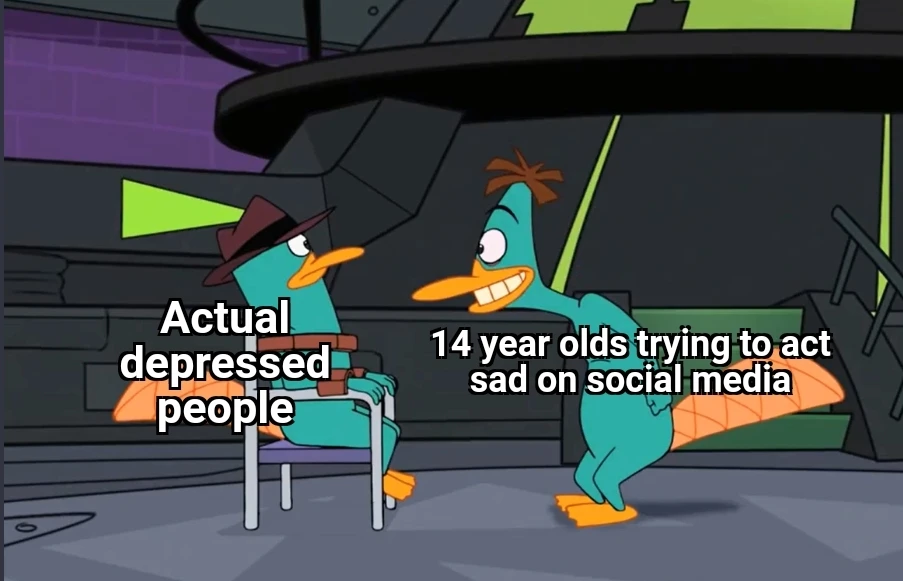 Actual
depressed
people
14 year olds trying to act
sad on social media